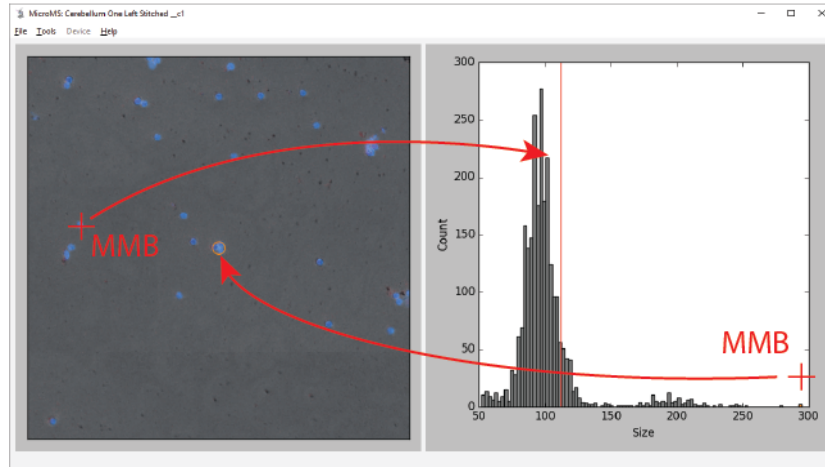 MicroMS: Cerebellum One Left Stitched __c1
File Tools Device Help
MMB
300
250
200
150
100
50
0
Count
MMB
50 100 150 200 250 300
Size